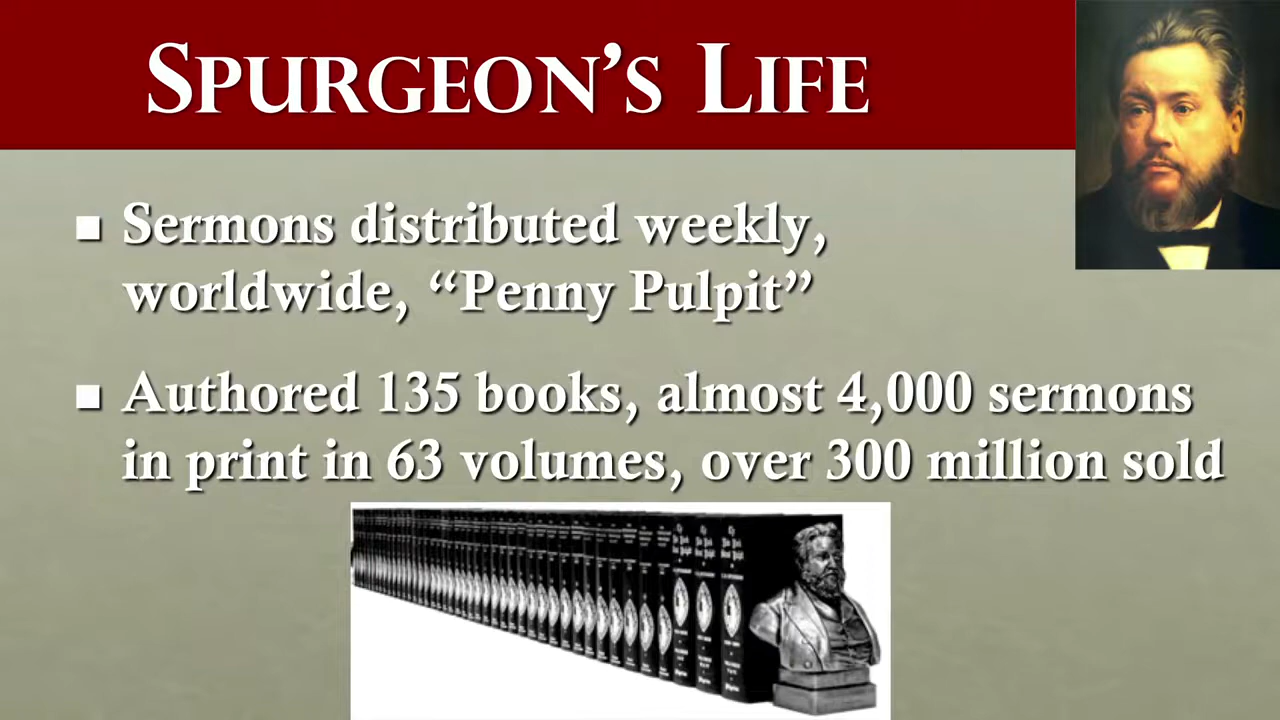 SPURGEON’S LIFE
■ Sermons distributed weekly,
worldwide, “Penny Pulpit”
■ Authored 135 books, almost 4,000 sermons
in print in 63 volumes, over 300 million sold